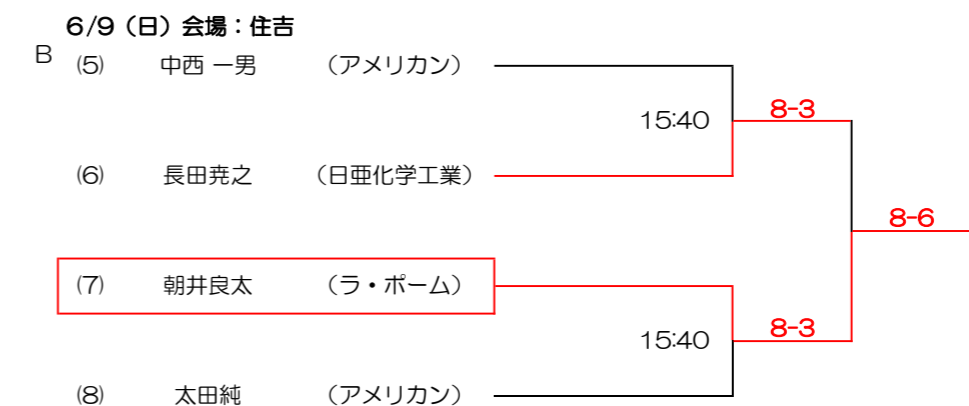 6/9（日）会場：住吉
B (5) 中西 一男 （アメリカン）
15:40 8-3
(6) 長田尭之 （日亜化学工業）
8-6
(7) 朝井良太 （ラ・ポーム）
15:40 8-3
(8) 太田純 （アメリカン）